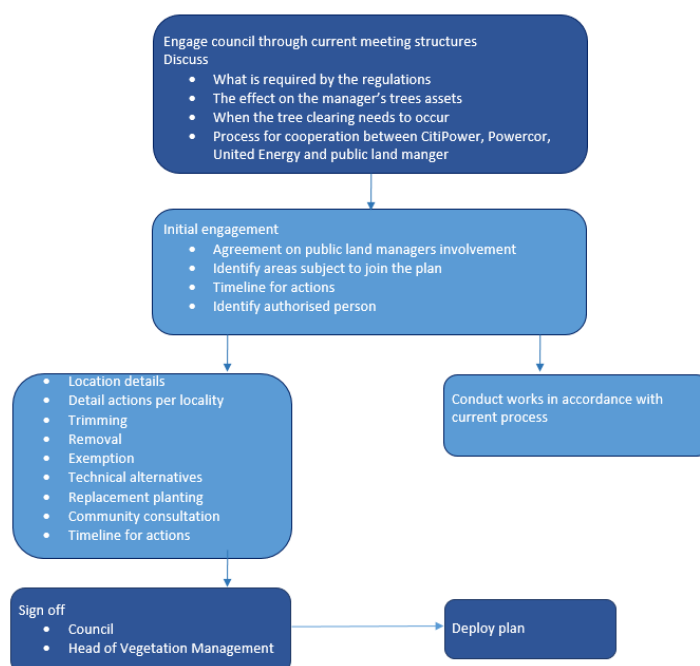 Engage council through current meeting structures
Discuss
• What is required by the regulations
• The effect on the manager's trees assets
• When the tree clearing needs to occur
• Process for cooperation between CitiPower, Powercor,
United Energy and public land manger
Initial engagement
• Agreement on public land managers involvement
• Identify areas subject to join the plan
• Timeline for actions
• Identify authorised person
• Location details
• Detail actions per locality
• Trimming
• Removal
• Exemption
• Technical alternatives
• Replacement planting
• Community consultation
• Timeline for actions
Conduct works in accordance with
current process
Sign off
• Council
• Head of Vegetation Management
Deploy plan